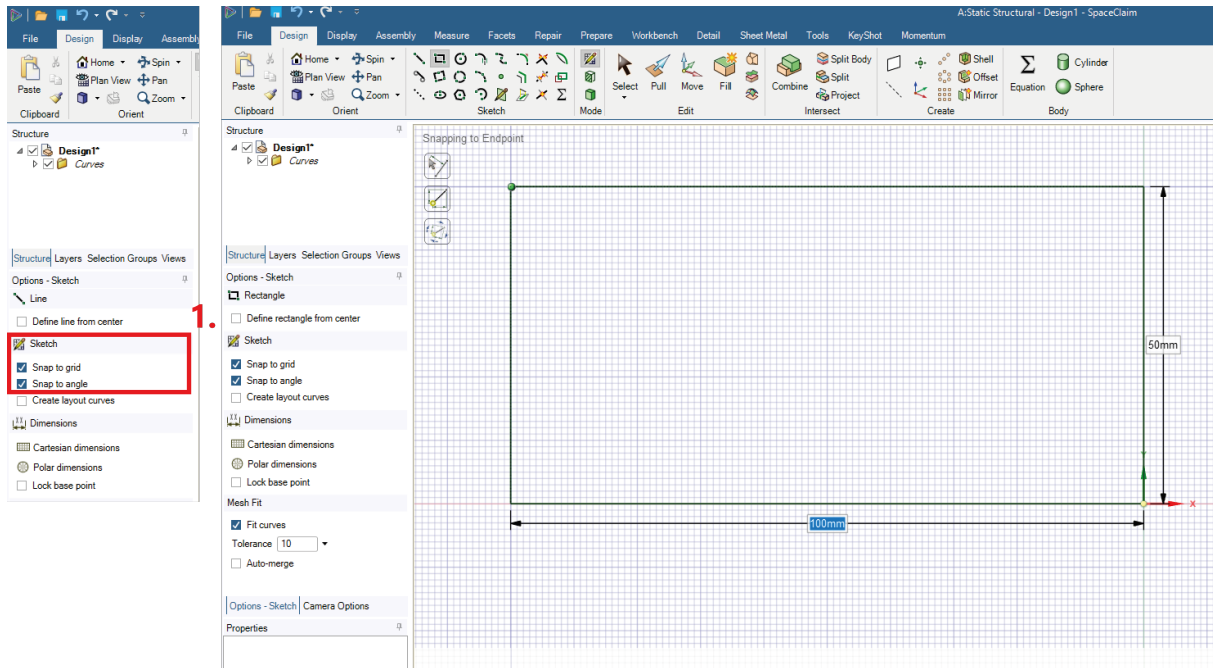 File Design Display Assembly
Home Spin
Plan View Pan
Paste
Zoom
Clipboard Orient
Structure
Design1*
Curves
Structure Layers Selection Groups Views
Options - Sketch
Line
Define line from center
1.
Sketch
Snap to grid
Snap to angle
Create layout curves
Dimensions
Cartesian dimensions
Polar dimensions
Lock base point
A:Static Structural - Design1 - SpaceClaim
File Design Display Assembly Measure Facets Repair Prepare Workbench Detail Sheet Metal Tools KeyShot Momentum
Home Spin Split Body Shell Cylinder
Plan View Pan Split Offset
Paste Select Pull Move Fill Combine Equation Sphere
Zoom Project Mirror
Clipboard Orient Sketch Mode Edit Intersect Create Body
Structure
Design1*
Curves
Structure Layers Selection Groups Views
Options - Sketch
Rectangle
Define rectangle from center
Sketch
Snap to grid
Snap to angle
Create layout curves
Dimensions
Cartesian dimensions
Polar dimensions
Lock base point
Mesh Fit
Fit curves
Tolerance 10
Auto-merge
Options - Sketch Camera Options
Properties
Snapping to Endpoint
50mm
Y
X
100mm